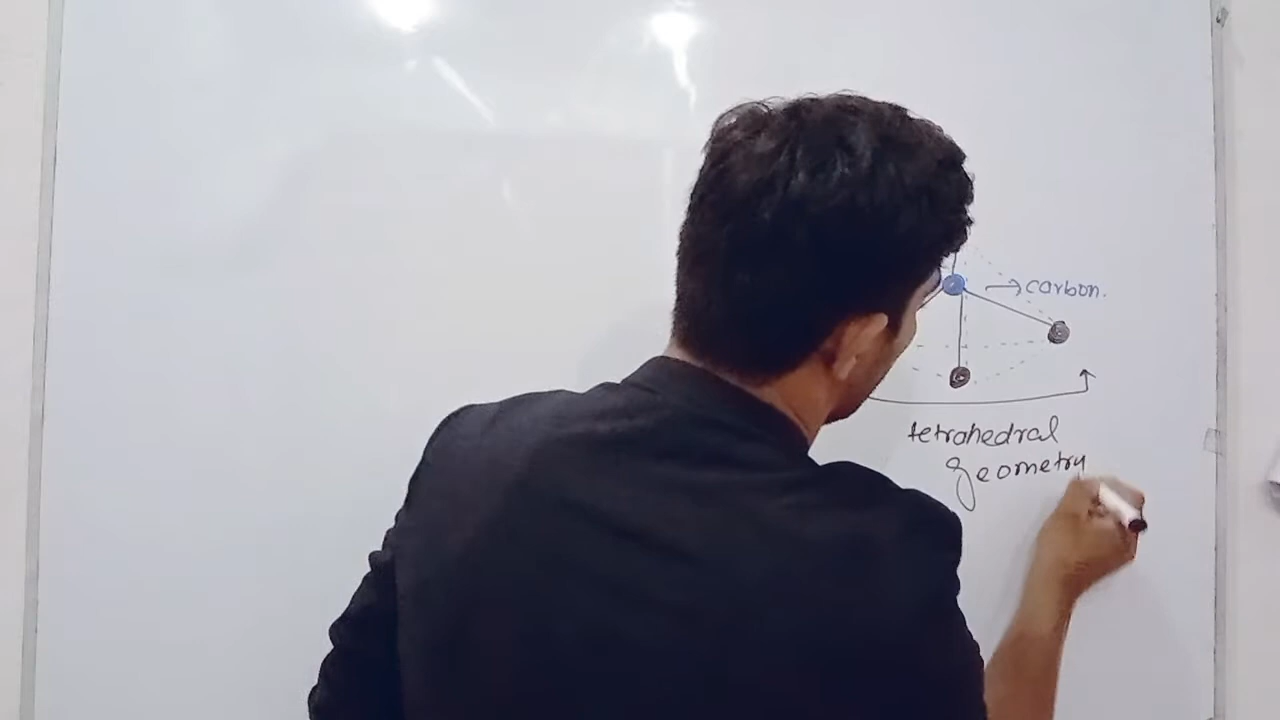 → carbon.
tetrahedral
geometry